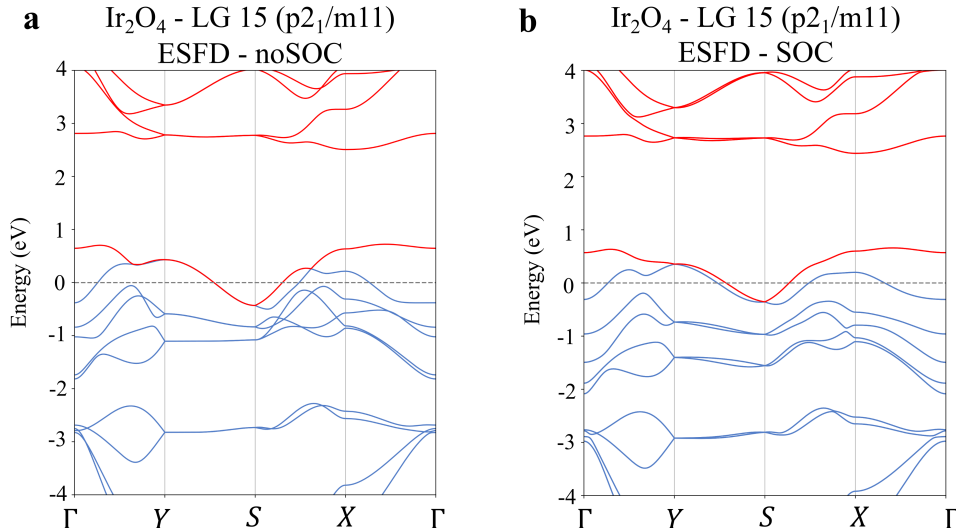 a
Ir₂O₄ - LG 15 (p2₁/m11)
ESFD - noSOC
Energy (eV)
4
3
2
1
0
-1
-2
-3
-4
Γ Y S X Γ
b
Ir₂O₄ - LG 15 (p2₁/m11)
ESFD - SOC
Energy (eV)
4
3
2
1
0
-1
-2
-3
-4
Γ Y S X Γ